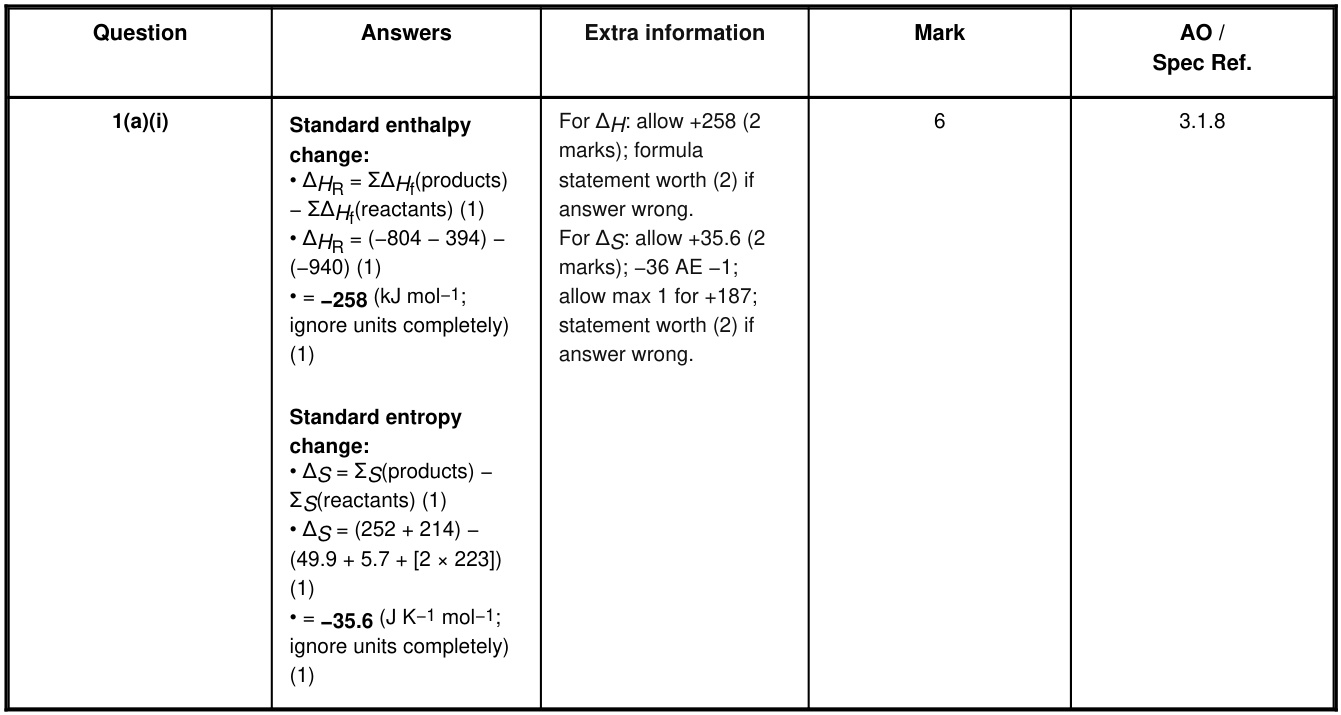 Question Answers Extra information Mark AO /
Spec Ref.
1(a)(i)
Standard enthalpy
change:
• ΔHR = ΣΔHf(products)
− ΣΔHf(reactants) (1)
• ΔHR = (−804 − 394) −
(−940) (1)
• = −258 (kJ mol−1;
ignore units completely)
(1)
Standard entropy
change:
• ΔS = ΣS(products) −
ΣS(reactants) (1)
• ΔS = (252 + 214) −
(49.9 + 5.7 + [2 × 223])
(1)
• = −35.6 (J K−1 mol−1;
ignore units completely)
(1)
For ΔH: allow +258 (2
marks); formula
statement worth (2) if
answer wrong.
For ΔS: allow +35.6 (2
marks); −36 AE −1;
allow max 1 for +187;
statement worth (2) if
answer wrong.
6
3.1.8